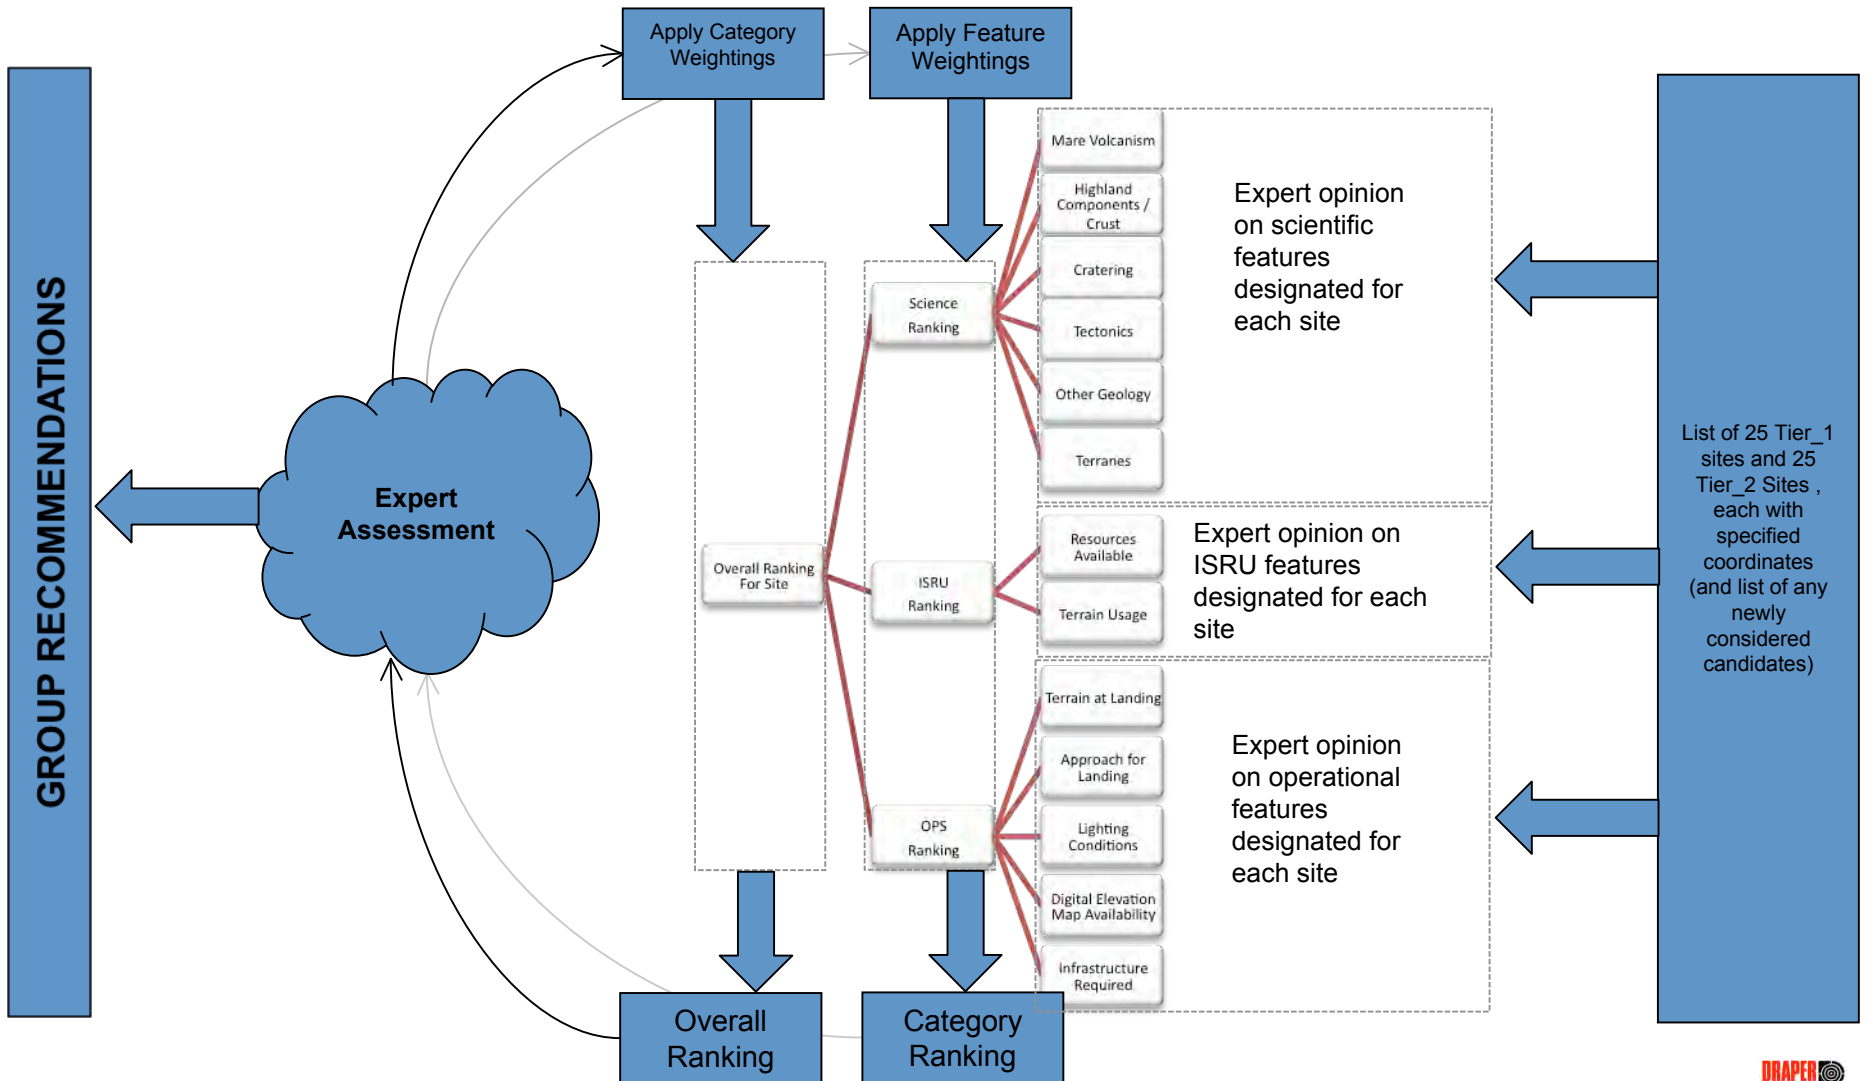 GROUP RECOMMENDATIONS
Expert
Assessment
Apply Category
Weightings
Apply Feature
Weightings
Overall Ranking
For Site
Science
Ranking
ISRU
Ranking
OPS
Ranking
Mare Volcanism
Highland
Components /
Crust
Cratering
Tectonics
Other Geology
Terranes
Resources
Available
Terrain Usage
Terrain at Landing
Approach for
Landing
Lighting
Conditions
Digital Elevation
Map Availability
Infrastructure
Required
Expert opinion
on scientific
features
designated for
each site
Expert opinion on
ISRU features
designated for each
site
Expert opinion
on operational
features
designated for
each site
List of 25 Tier_1
sites and 25
Tier_2 Sites ,
each with
specified
coordinates
(and list of any
newly
considered
candidates)
Overall
Ranking
Category
Ranking
DRAPER